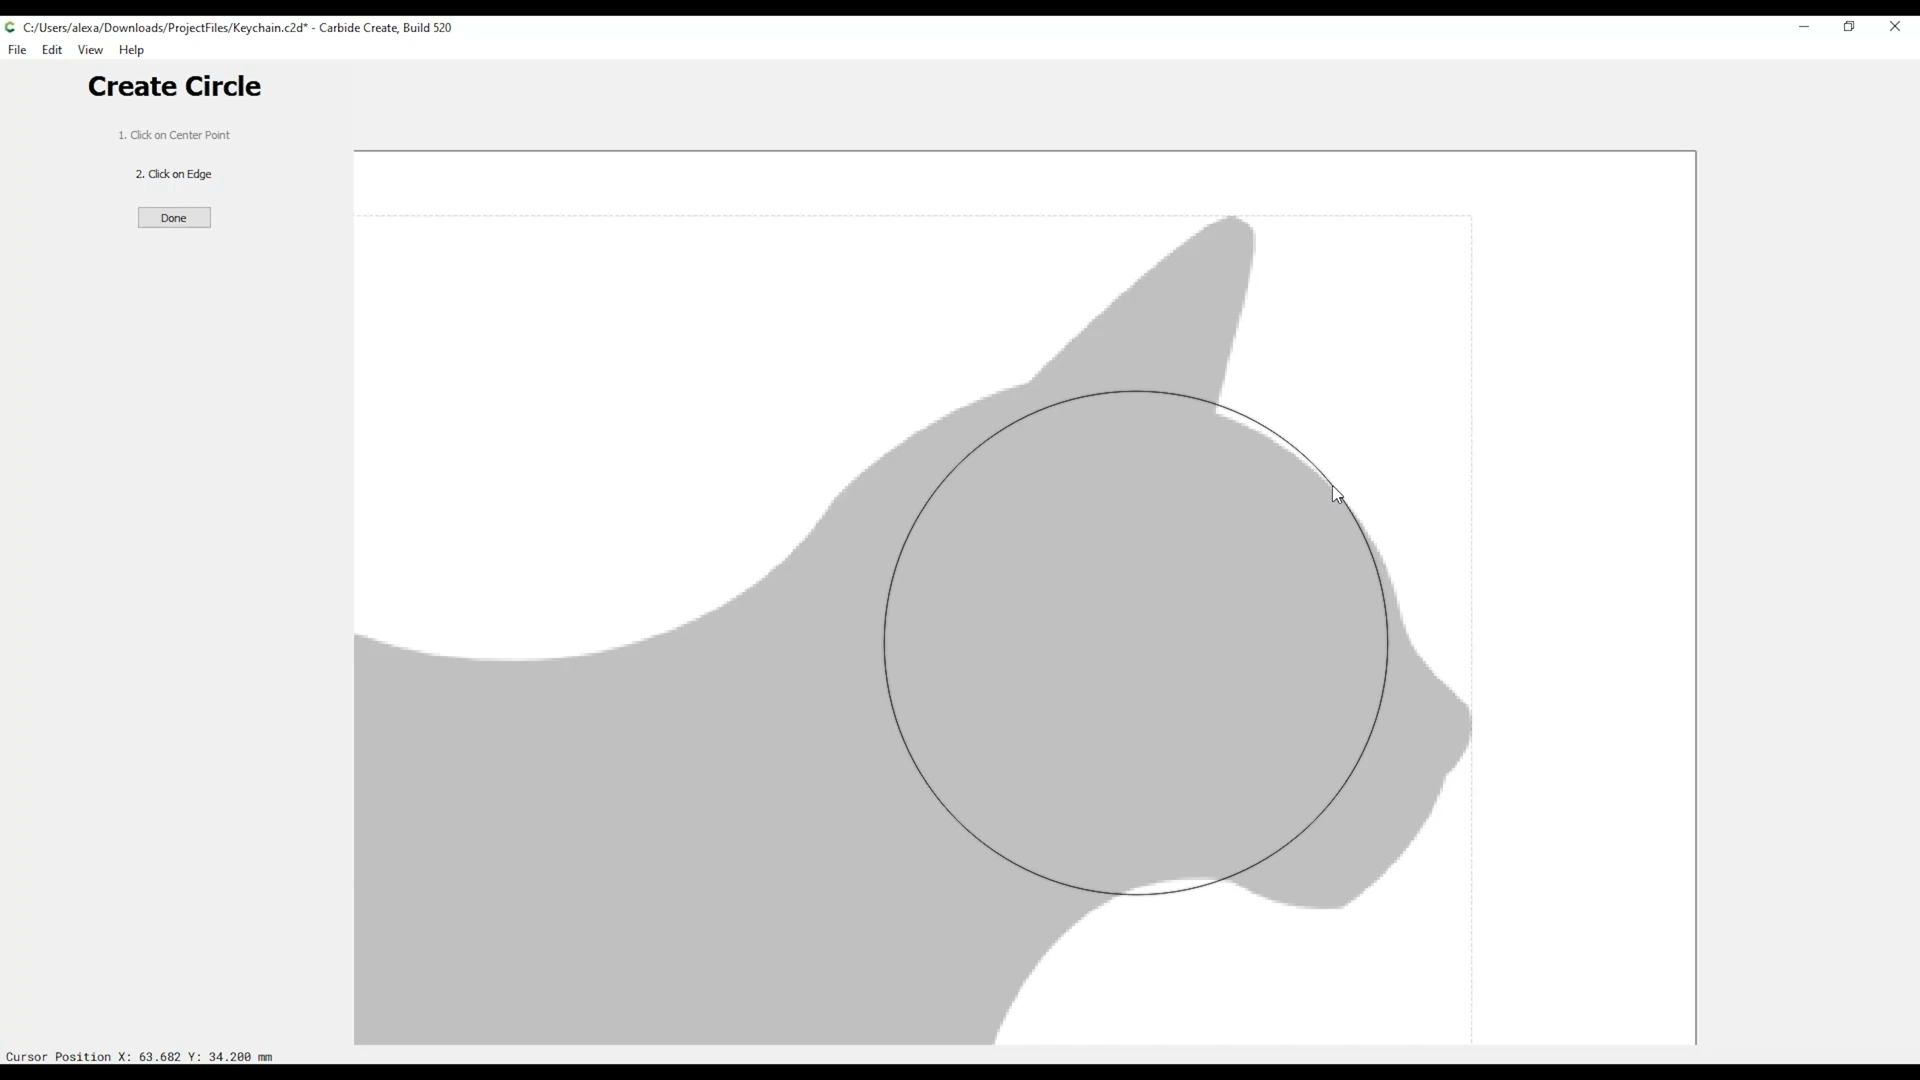 C:/Users/alexa/Downloads/ProjectFiles/Keychain.c2d* - Carbide Create, Build 520
File Edit View Help
Create Circle
1. Click on Center Point
2. Click on Edge
Done
Cursor Position X: 63.682 Y: 34.200 mm